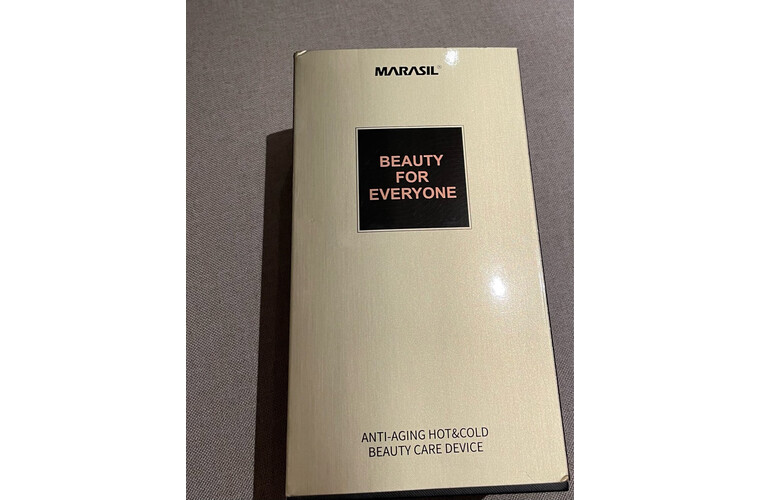 MARASIL®
BEAUTY
FOR
EVERYONE
ANTI-AGING HOT&COLD
BEAUTY CARE DEVICE